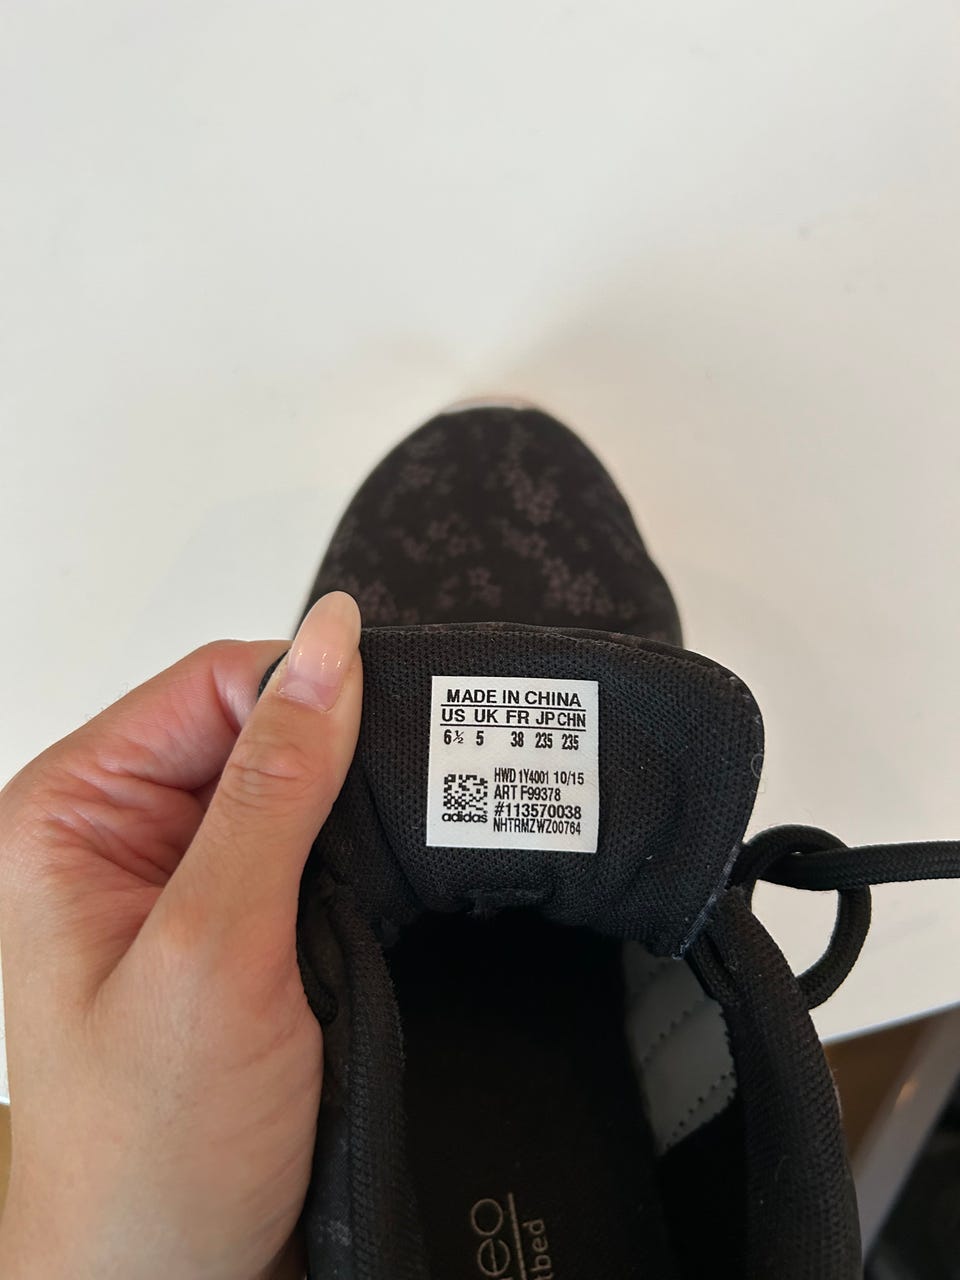 MADE IN CHINA
US UK FR JP CHN
6½ 5 38 235 235
HWD 1Y4001 10/15
ART F99378
#113570038
adidas NHTRMZWZ00764
neo